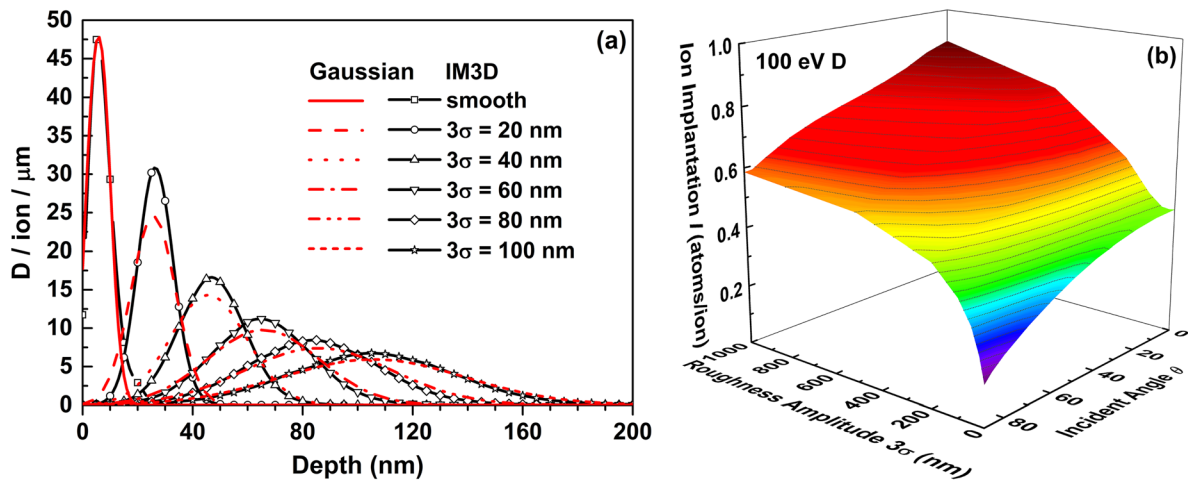 (a)
50
45
40
35
30
25
20
15
10
5
0
D / ion / μm
Gaussian IM3D
smooth
3σ = 20 nm
3σ = 40 nm
3σ = 60 nm
3σ = 80 nm
3σ = 100 nm
0 40 80 120 160 200
Depth (nm)
(b)
100 eV D
1.0
0.8
0.6
0.4
0.2
Ion Implantation I (atomslion)
1000
800
600
400
200
0
Roughness Amplitude 3σ (nm)
0
20
40
60
80
Incident Angle θ